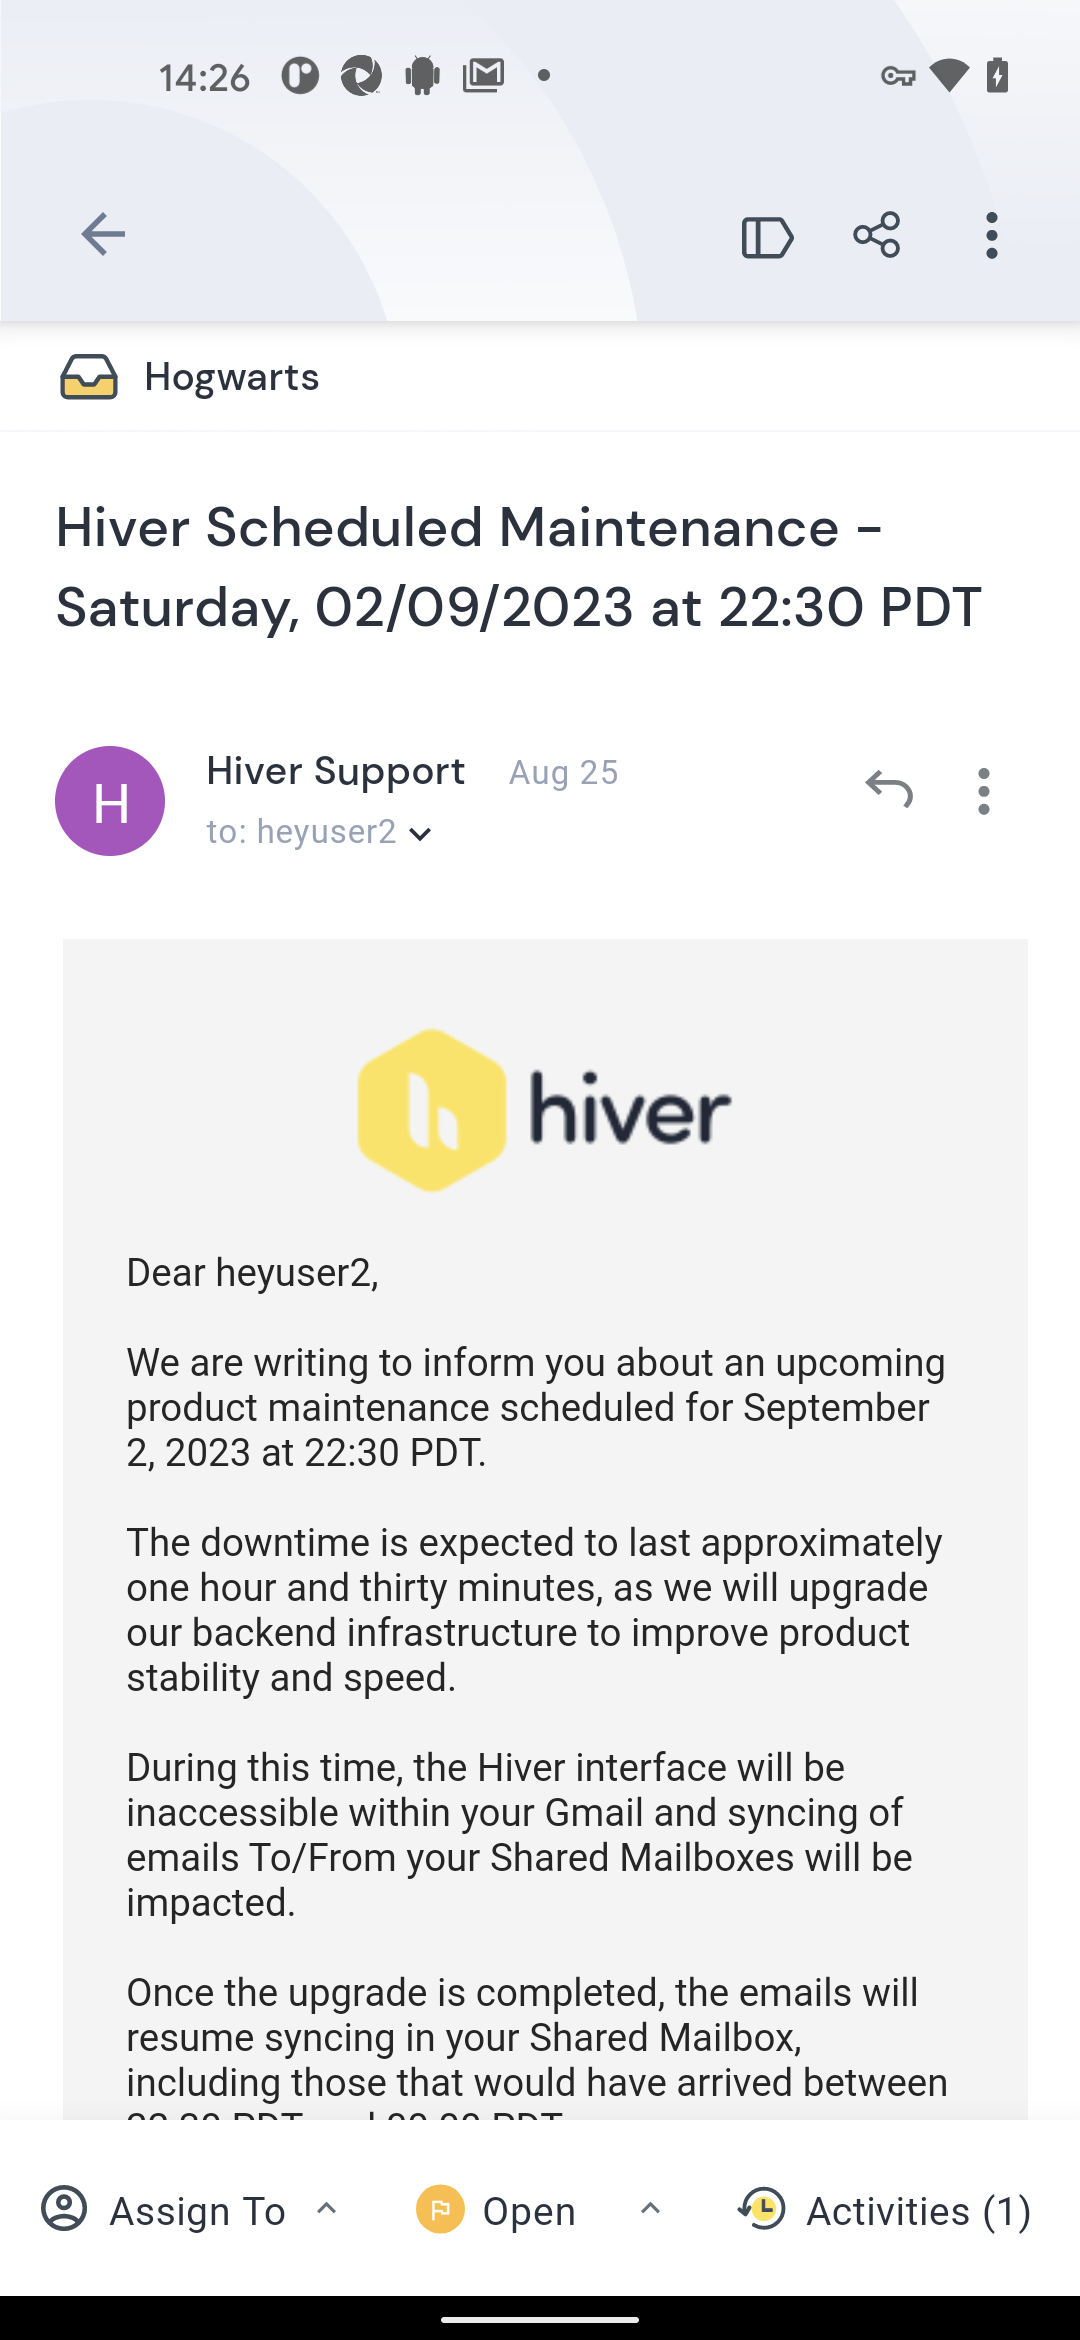 14:26
Hogwarts
Hiver Scheduled Maintenance -
Saturday, 02/09/2023 at 22:30 PDT
H
Hiver Support Aug 25
to: heyuser2
hiver
Dear heyuser2,
We are writing to inform you about an upcoming
product maintenance scheduled for September
2, 2023 at 22:30 PDT.
The downtime is expected to last approximately
one hour and thirty minutes, as we will upgrade
our backend infrastructure to improve product
stability and speed.
During this time, the Hiver interface will be
inaccessible within your Gmail and syncing of
emails To/From your Shared Mailboxes will be
impacted.
Once the upgrade is completed, the emails will
resume syncing in your Shared Mailbox,
including those that would have arrived between
Assign To
Open
Activities (1)